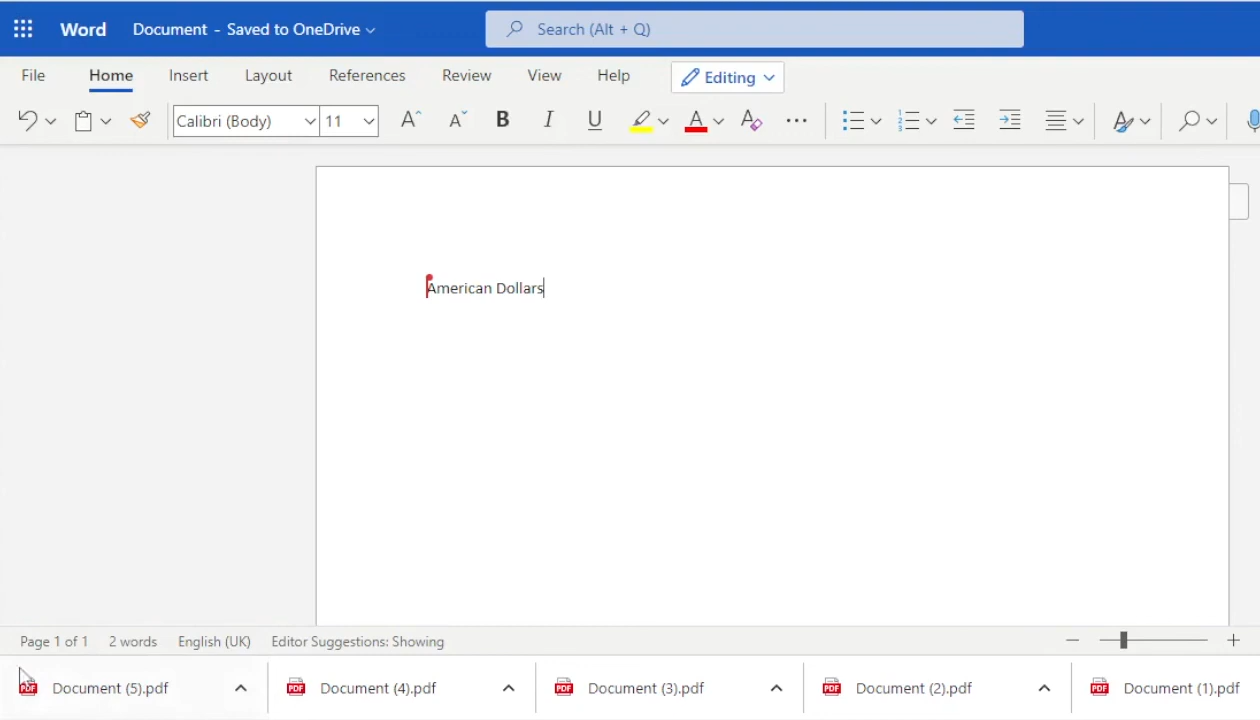 Word Document - Saved to OneDrive Search (Alt + Q)
File Home Insert Layout References Review View Help Editing
Calibri (Body) 11 B I U A
American Dollars
Page 1 of 1 2 words English (UK) Editor Suggestions: Showing
Document (5).pdf Document (4).pdf Document (3).pdf Document (2).pdf Document (1).pdf